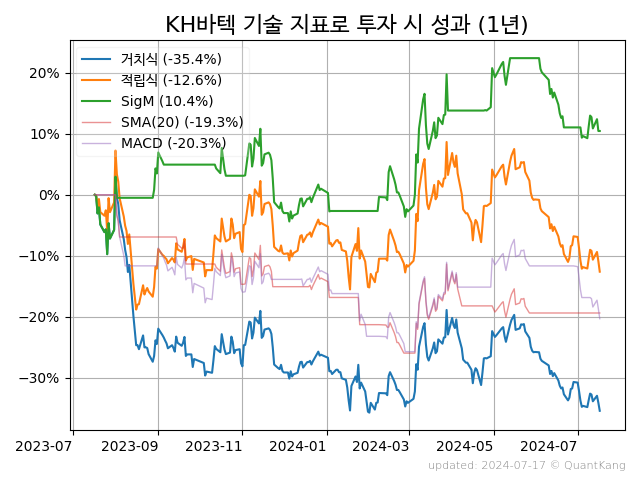 KH바텍 기술 지표로 투자 시 성과 (1년)
거치식 (-35.4%)
적립식 (-12.6%)
SigM (10.4%)
SMA(20) (-19.3%)
MACD (-20.3%)
20%
10%
0%
−10%
−20%
−30%
2023-07 2023-09 2023-11 2024-01 2024-03 2024-05 2024-07
updated: 2024-07-17 © QuantKang